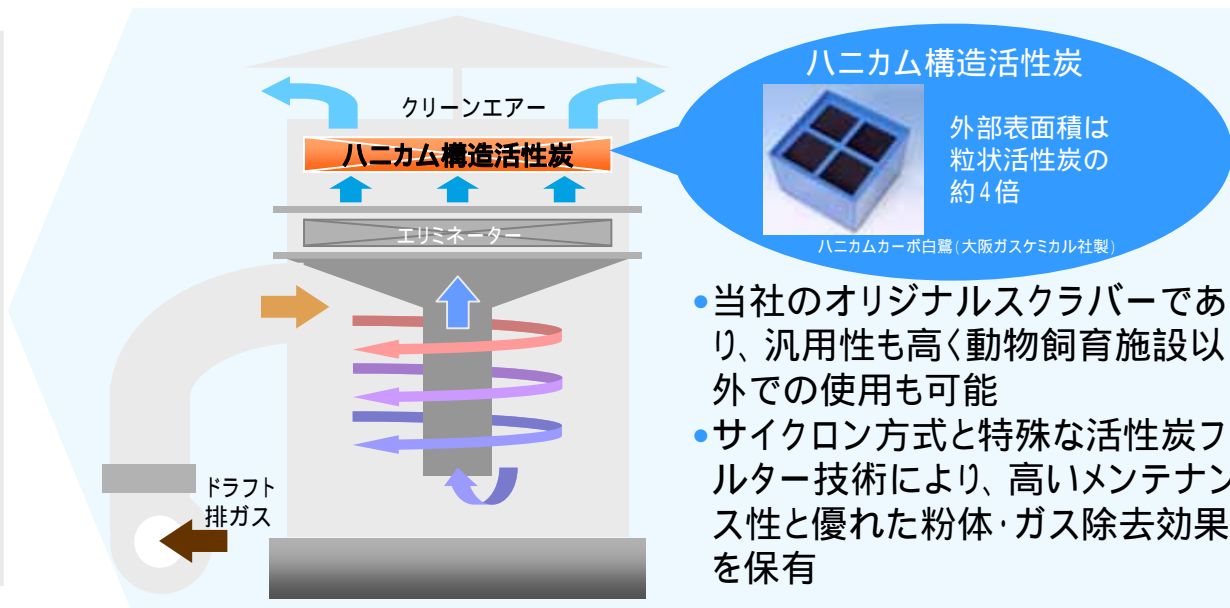 ハニカム構造活性炭
外部表面積は
粒状活性炭の
約4倍
ハニカムカーボ白鷺(大阪ガスケミカル社製)
クリーンエアー
ハニカム構造活性炭
エリミネーター
ドラフト
排ガス
•当社のオリジナルスクラバーであ
り、汎用性も高く動物飼育施設以
外での使用も可能
•サイクロン方式と特殊な活性炭フ
ルター技術により、高いメンテナン
ス性と優れた粉体・ガス除去効果
を保有